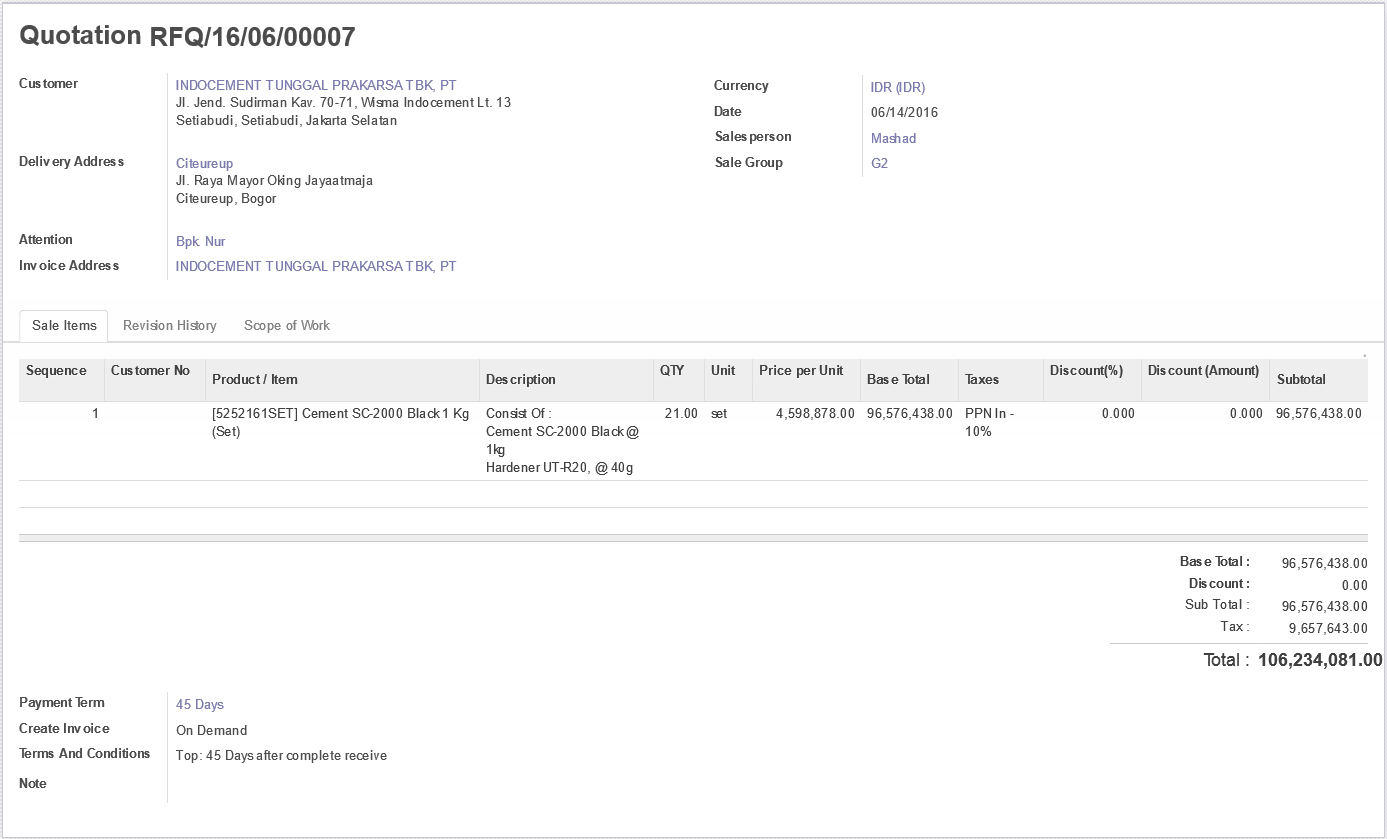 Quotation RFQ/16/06/00007
Customer
INDOCEMENT TUNGGAL PRAKARSA TBK, PT
Jl. Jend. Sudirman Kav. 70-71, Wisma Indocement Lt. 13
Setiabudi, Setiabudi, Jakarta Selatan
Delivery Address
Citeureup
Jl. Raya Mayor Oking Jayaatmaja
Citeureup, Bogor
Attention
Bpk. Nur
Invoice Address
INDOCEMENT TUNGGAL PRAKARSA TBK, PT
Currency
IDR (IDR)
Date
06/14/2016
Salesperson
Mashad
Sale Group
G2
Sale Items Revision History Scope of Work
Sequence Customer No Product / Item Description QTY Unit Price per Unit Base Total Taxes Discount(%) Discount (Amount) Subtotal
1 [5252161SET] Cement SC-2000 Black 1 Kg Consist Of : 21.00 set 4,598,878.00 96,576,438.00 PPN In - 0.000 0.000 96,576,438.00
(Set) Cement SC-2000 Black @ 10%
1kg
Hardener UT-R20, @ 40g
Base Total : 96,576,438.00
Discount : 0.00
Sub Total : 96,576,438.00
Tax : 9,657,643.00
Total : 106,234,081.00
Payment Term 45 Days
Create Invoice On Demand
Terms And Conditions Top: 45 Days after complete receive
Note